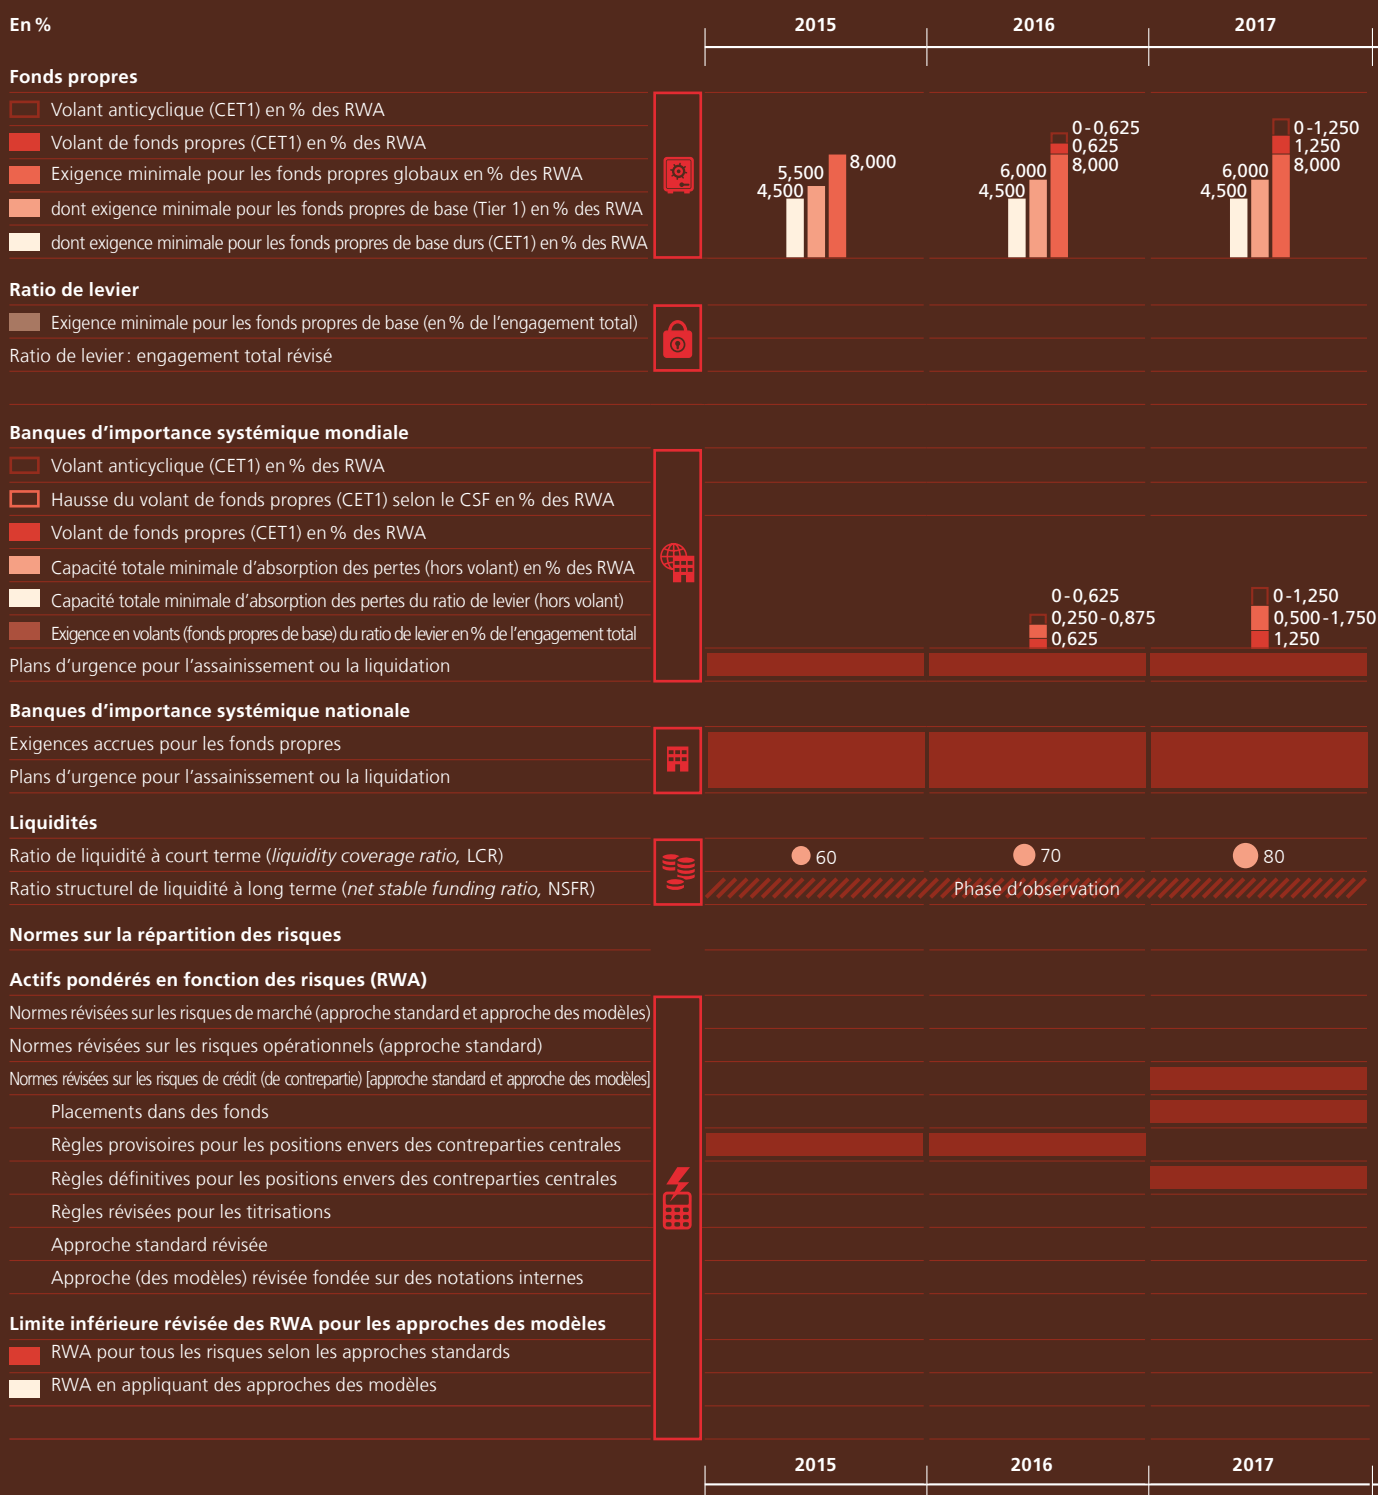 En % 2015 2016 2017
Fonds propres
Volant anticyclique (CET1) en % des RWA
0 - 0,625 0 - 1,250
Volant de fonds propres (CET1) en % des RWA
0,625 1,250
Exigence minimale pour les fonds propres globaux en % des RWA
5,500 8,000 6,000 8,000 6,000 8,000
4,500 4,500 4,500
dont exigence minimale pour les fonds propres de base (Tier 1) en % des RWA
dont exigence minimale pour les fonds propres de base durs (CET1) en % des RWA
Ratio de levier
Exigence minimale pour les fonds propres de base (en % de l'engagement total)
Ratio de levier : engagement total révisé
Banques d'importance systémique mondiale
Volant anticyclique (CET1) en % des RWA
Hausse du volant de fonds propres (CET1) selon le CSF en % des RWA
Volant de fonds propres (CET1) en % des RWA
Capacité totale minimale d'absorption des pertes (hors volant) en % des RWA
Capacité totale minimale d'absorption des pertes du ratio de levier (hors volant)
0 - 0,625 0 - 1,250
0,250 - 0,875 0,500 - 1,750
Exigence en volants (fonds propres de base) du ratio de levier en % de l'engagement total
0,625 1,250
Plans d'urgence pour l'assainissement ou la liquidation
Banques d'importance systémique nationale
Exigences accrues pour les fonds propres
Plans d'urgence pour l'assainissement ou la liquidation
Liquidités
Ratio de liquidité à court terme (liquidity coverage ratio, LCR) 60 70 80
Ratio structurel de liquidité à long terme (net stable funding ratio, NSFR) Phase d'observation
Normes sur la répartition des risques
Actifs pondérés en fonction des risques (RWA)
Normes révisées sur les risques de marché (approche standard et approche des modèles)
Normes révisées sur les risques opérationnels (approche standard)
Normes révisées sur les risques de crédit (de contrepartie) [approche standard et approche des modèles]
Placements dans des fonds
Règles provisoires pour les positions envers des contreparties centrales
Règles définitives pour les positions envers des contreparties centrales
Règles révisées pour les titrisations
Approche standard révisée
Approche (des modèles) révisée fondée sur des notations internes
Limite inférieure révisée des RWA pour les approches des modèles
RWA pour tous les risques selon les approches standards
RWA en appliquant des approches des modèles
2015 2016 2017